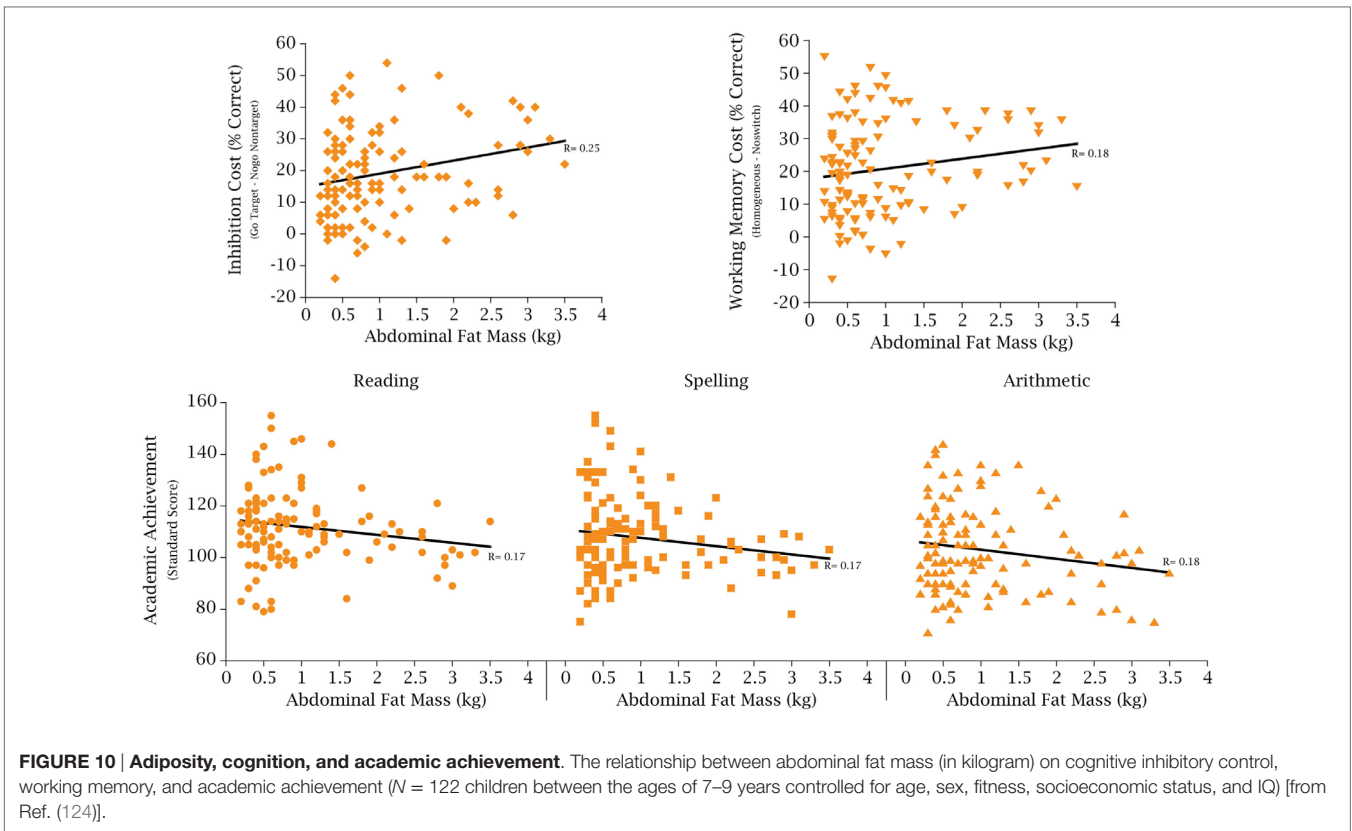 Inhibition Cost (% Correct)
(Go Target - Nogo Nontarget)
60
50
40
30
20
10
0
-10
-20
R= 0.25
0 0.5 1 1.5 2 2.5 3 3.5 4
Abdominal Fat Mass (kg)
Working Memory Cost (% Correct)
(Homogeneous - Noswitch)
60
50
40
30
20
10
0
-10
-20
R= 0.18
0 0.5 1 1.5 2 2.5 3 3.5 4
Abdominal Fat Mass (kg)
Reading
Spelling
Arithmetic
Academic Achievement
(Standard Score)
160
140
120
100
80
60
R= 0.17
R= 0.17
R= 0.18
0 0.5 1 1.5 2 2.5 3 3.5 4
0 0.5 1 1.5 2 2.5 3 3.5 4
0 0.5 1 1.5 2 2.5 3 3.5 4
Abdominal Fat Mass (kg)
Abdominal Fat Mass (kg)
Abdominal Fat Mass (kg)
FIGURE 10 | Adiposity, cognition, and academic achievement. The relationship between abdominal fat mass (in kilogram) on cognitive inhibitory control,
working memory, and academic achievement (N = 122 children between the ages of 7–9 years controlled for age, sex, fitness, socioeconomic status, and IQ) [from
Ref. (124)].